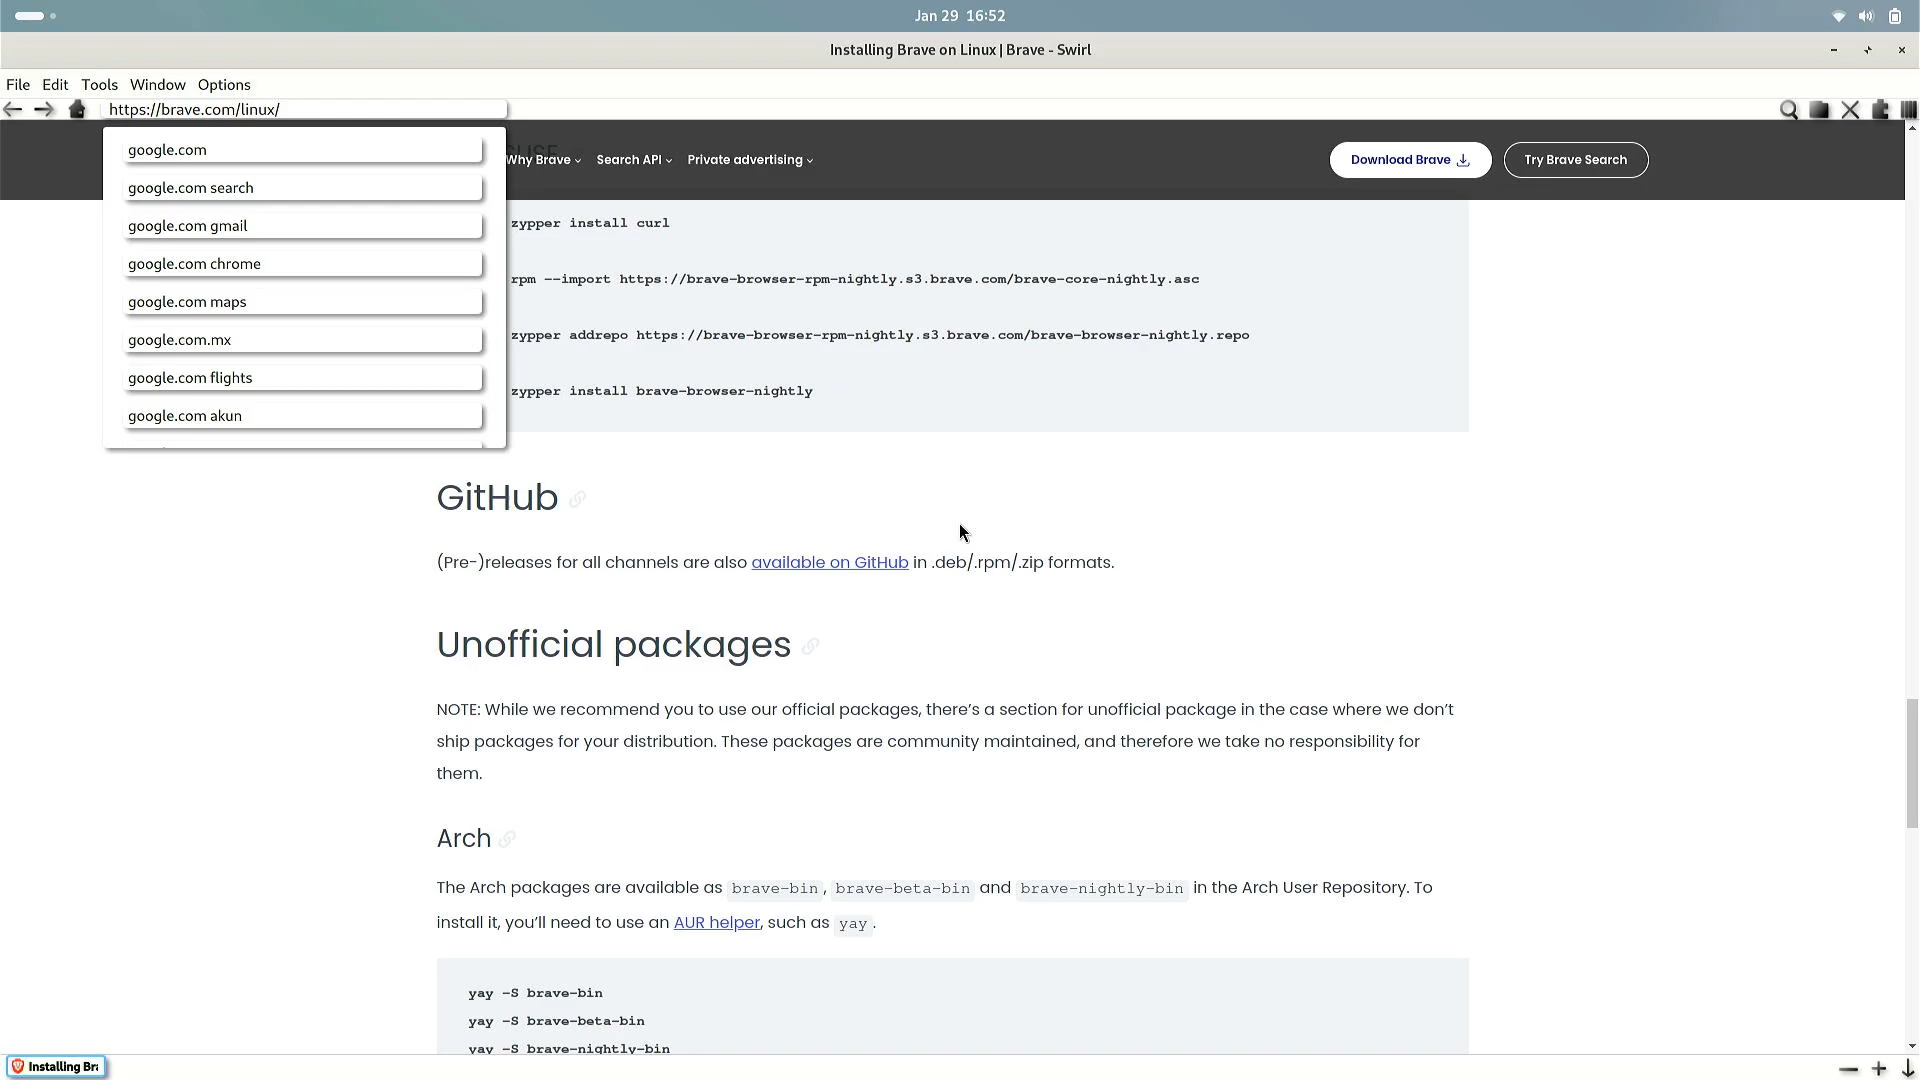 Jan 29 16:52
Installing Brave on Linux | Brave - Swirl
File Edit Tools Window Options
https://brave.com/linux/
google.com
google.com search
google.com gmail
google.com chrome
google.com maps
google.com.mx
google.com flights
google.com akun
Why Brave Search API Private advertising Download Brave Try Brave Search
zypper install curl
rpm --import https://brave-browser-rpm-nightly.s3.brave.com/brave-core-nightly.asc
zypper addrepo https://brave-browser-rpm-nightly.s3.brave.com/brave-browser-nightly.repo
zypper install brave-browser-nightly
GitHub
(Pre-)releases for all channels are also available on GitHub in .deb/.rpm/.zip formats.
Unofficial packages
NOTE: While we recommend you to use our official packages, there’s a section for unofficial package in the case where we don’t
ship packages for your distribution. These packages are community maintained, and therefore we take no responsibility for
them.
Arch
The Arch packages are available as brave-bin, brave-beta-bin and brave-nightly-bin in the Arch User Repository. To
install it, you’ll need to use an AUR helper, such as yay.
yay -S brave-bin
yay -S brave-beta-bin
yay -S brave-nightly-bin
Installing Bra